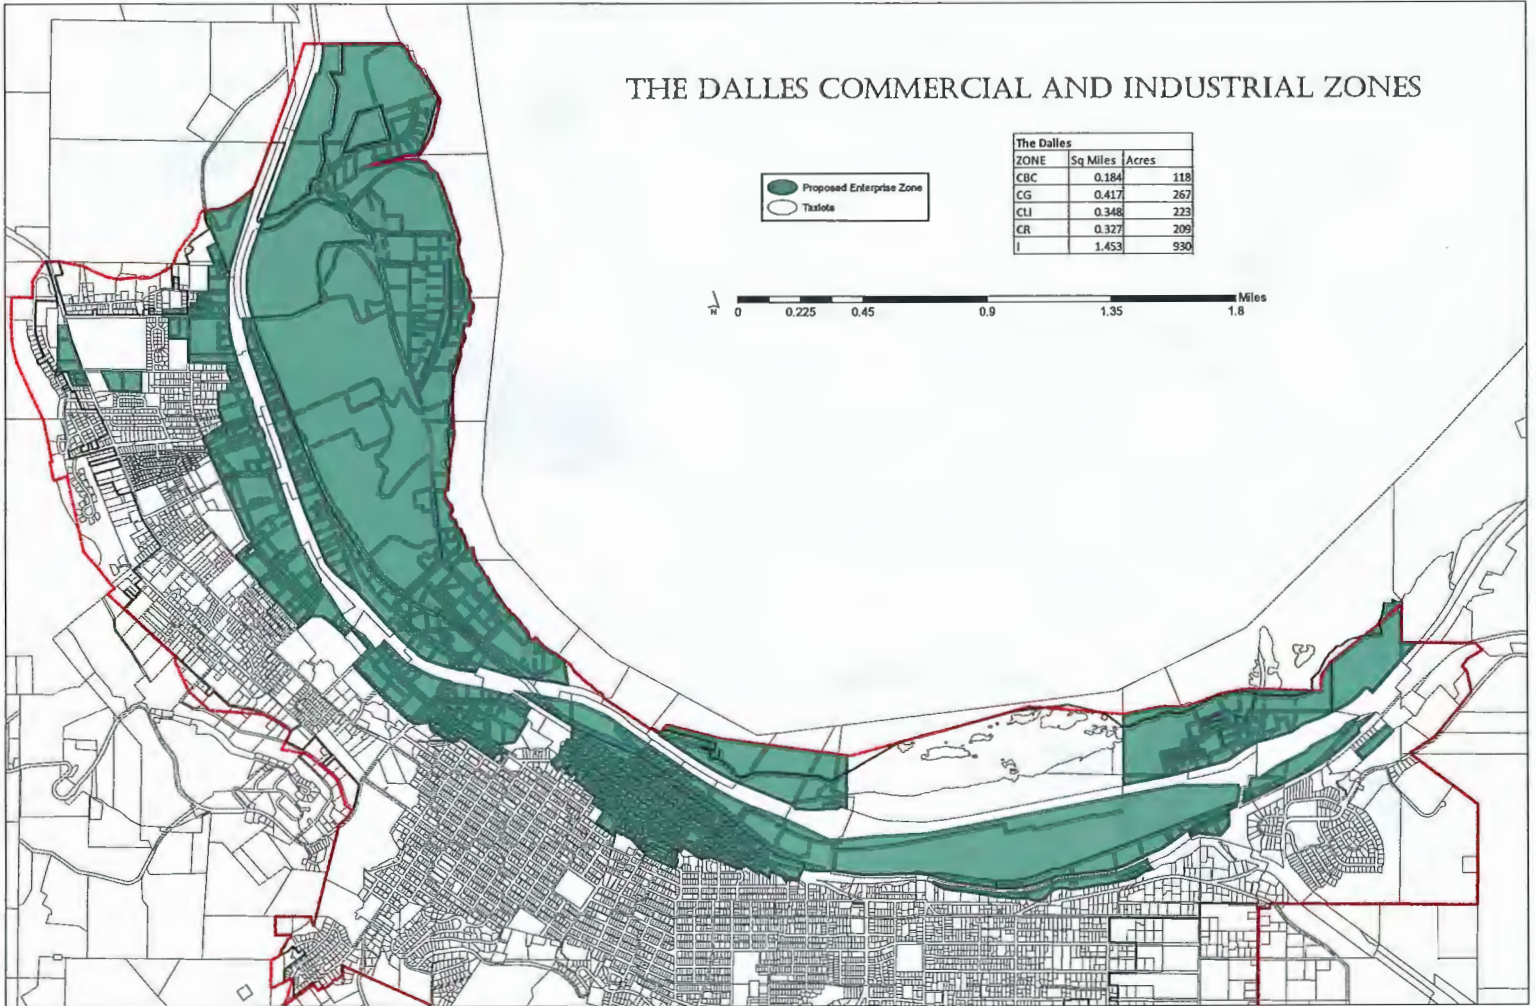 THE DALLES COMMERCIAL AND INDUSTRIAL ZONES
The Dalles
ZONE Sq Miles Acres
CBC 0.184 118
CG 0.417 267
CLI 0.348 223
CR 0.327 209
I 1.453 930
Proposed Enterprise Zone
Taxlots
N
0 0.225 0.45 0.9 1.35 1.8 Miles